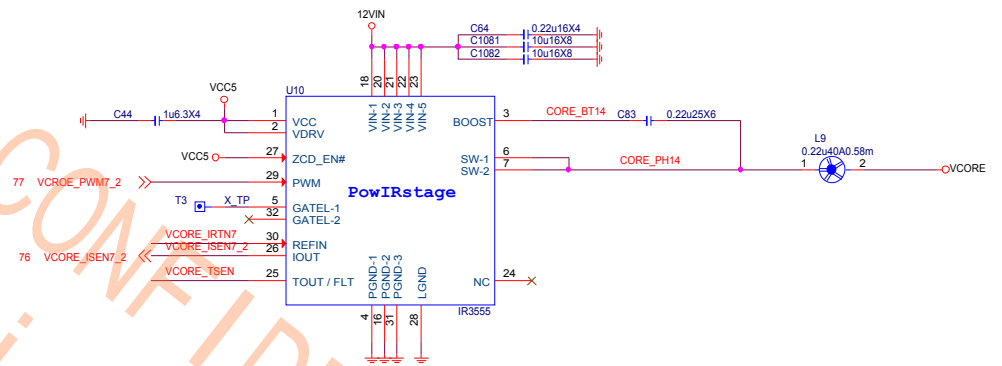 12VIN
C64 0.22u16X4
C1081 10u16X8
C1082 10u16X8
18 20 21 22 23
U10
VCC5
C44 1u6.3X4
1 VCC
2 VDRV
VIN-1 VIN-2 VIN-3 VIN-4 VIN-5
BOOST 3 CORE_BT14 C83 0.22u25X6
VCC5 27 ZCD_EN#
SW-1 6
SW-2 7 CORE_PH14
L9
0.22u40A0.58m
1 2 VCORE
77 VCROE_PWM7_2 29 PWM
PowIRstage
T3 X_TP 5 GATEL-1
32 GATEL-2
VCORE_IRTN7 30 REFIN
VCORE_ISEN7_2 26 IOUT
76 VCORE_ISEN7_2
VCORE_TSEN 25 TOUT / FLT
PGND-1 PGND-2 PGND-3 LGND
NC 24
IR3555
4 16 31 28
CONFID